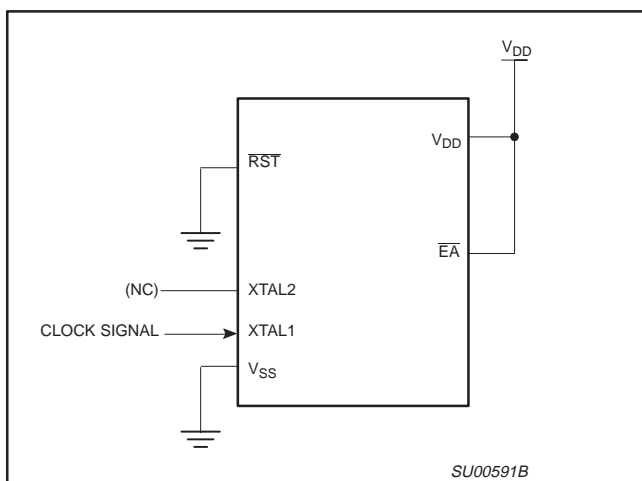 VDD
VDD
RST
EA
(NC)
XTAL2
CLOCK SIGNAL
XTAL1
VSS
SU00591B